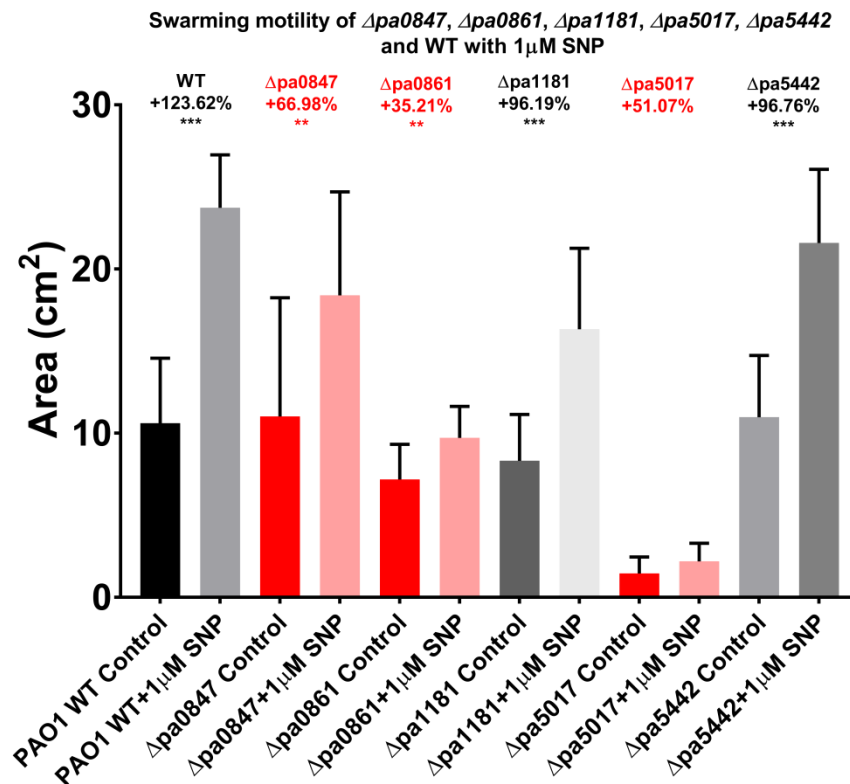 Swarming motility of Δpa0847, Δpa0861, Δpa1181, Δpa5017, Δpa5442
and WT with 1μM SNP
WT
+123.62%
***
Δpa0847
+66.98%
**
Δpa0861
+35.21%
**
Δpa1181
+96.19%
***
Δpa5017
+51.07%
Δpa5442
+96.76%
***
Area (cm²)
30
20
10
0
PAO1 WT Control
PAO1 WT+1μM SNP
Δpa0847 Control
Δpa0847+1μM SNP
Δpa0861 Control
Δpa0861+1μM SNP
Δpa1181 Control
Δpa1181+1μM SNP
Δpa5017 Control
Δpa5017+1μM SNP
Δpa5442 Control
Δpa5442+1μM SNP